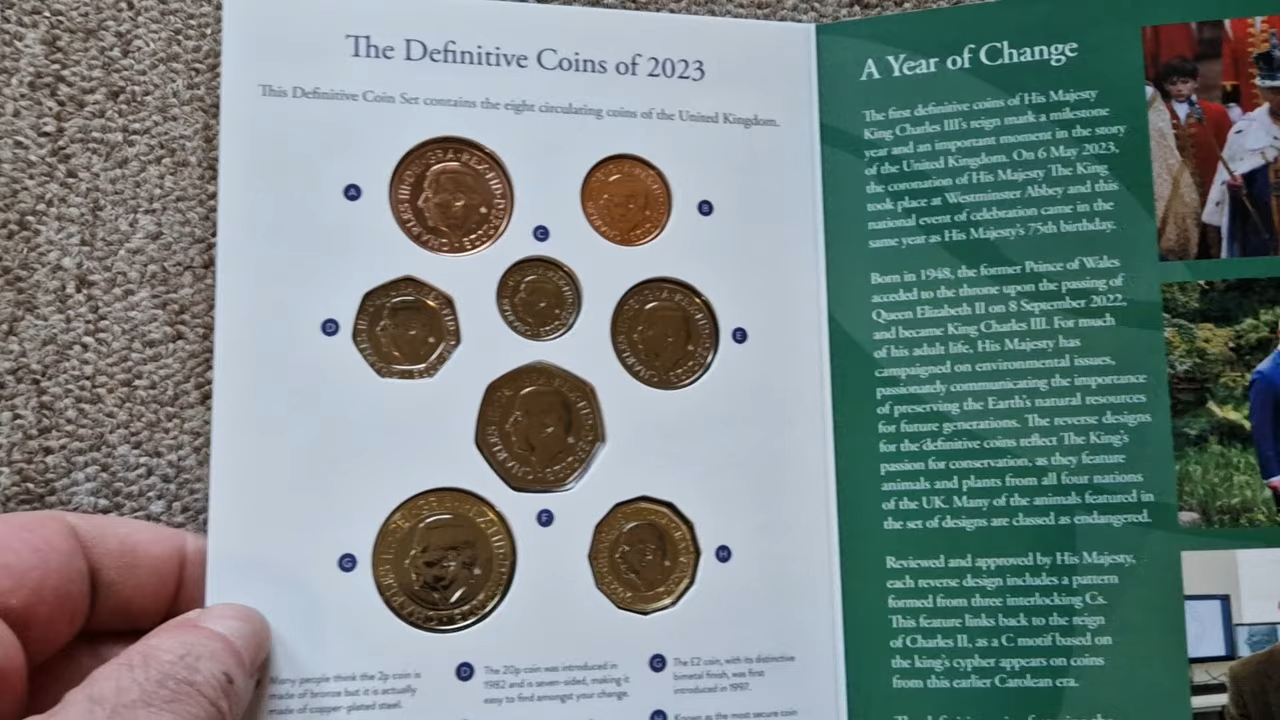 The Definitive Coins of 2023
This Definitive Coin Set contains the eight circulating coins of the United Kingdom.
A
B
C
D
E
F
G
H
Many people think the 2p coin is
made of bronze but it is actually
made of copper-plated steel.
D
The 20p coin was introduced in
1982 and is seven-sided, making it
easy to find amongst your change.
G
The £2 coin, with its distinctive
bimetal finish, was first
introduced in 1997.
Known as the most secure coin
A Year of Change
The first definitive coins of His Majesty
King Charles III's reign mark a milestone
year and an important moment in the story
of the United Kingdom. On 6 May 2023,
the coronation of His Majesty The King
took place at Westminster Abbey and this
national event of celebration came in the
same year as His Majesty's 75th birthday.
Born in 1948, the former Prince of Wales
acceded to the throne upon the passing of
Queen Elizabeth II on 8 September 2022,
and became King Charles III. For much
of his adult life, His Majesty has
campaigned on environmental issues,
passionately communicating the importance
of preserving the Earth's natural resources
for future generations. The reverse designs
for the definitive coins reflect The King's
passion for conservation, as they feature
animals and plants from all four nations
of the UK. Many of the animals featured in
the set of designs are classed as endangered.
Reviewed and approved by His Majesty,
each reverse design includes a pattern
formed from three interlocking Cs.
This feature links back to the reign
of Charles II, as a C motif based on
the king's cypher appears on coins
from this earlier Carolean era.